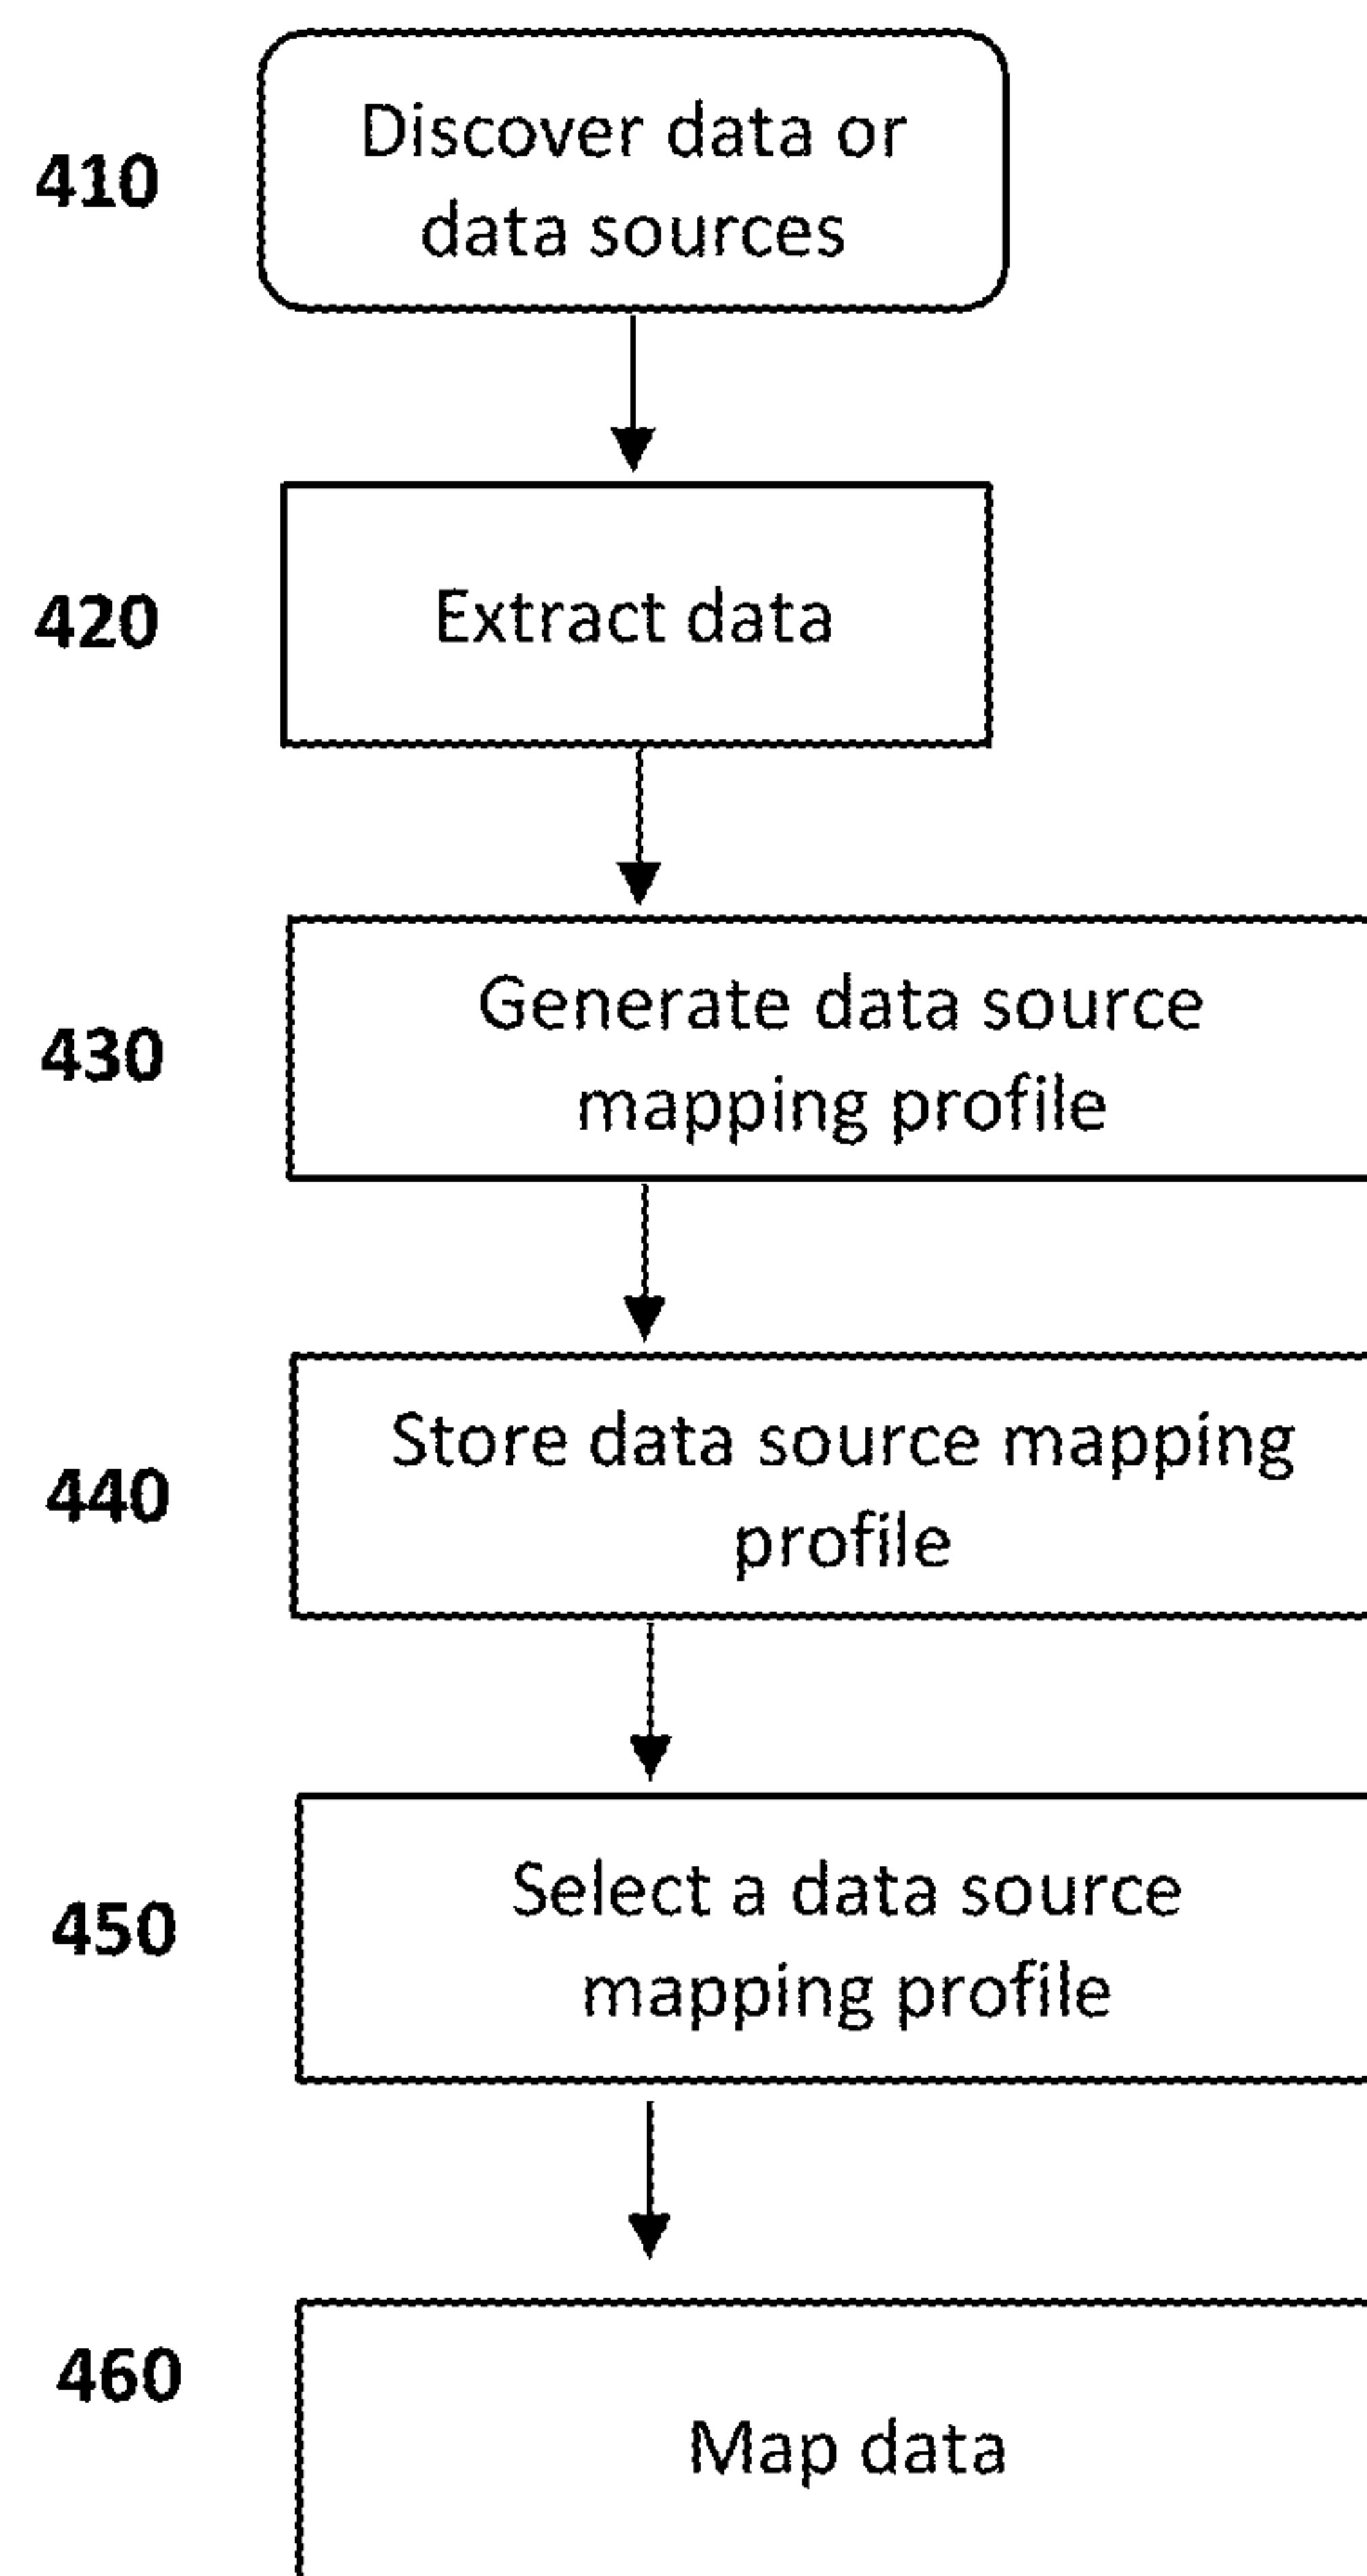 410
Discover data or
data sources
420
Extract data
430
Generate data source
mapping profile
440
Store data source mapping
profile
450
Select a data source
mapping profile
460
Map data